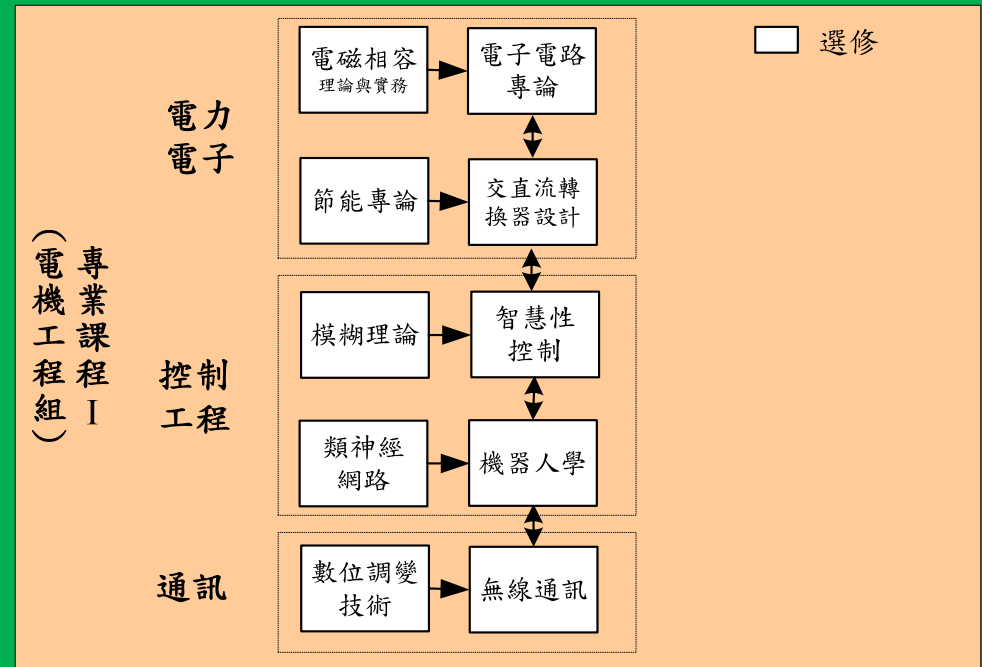 選修
專業課程I
（電機工程組）
電力
電子
電磁相容
理論與實務
電子電路
專論
節能專論
交直流轉
換器設計
控制
工程
模糊理論
智慧性
控制
類神經
網路
機器人學
通訊
數位調變
技術
無線通訊